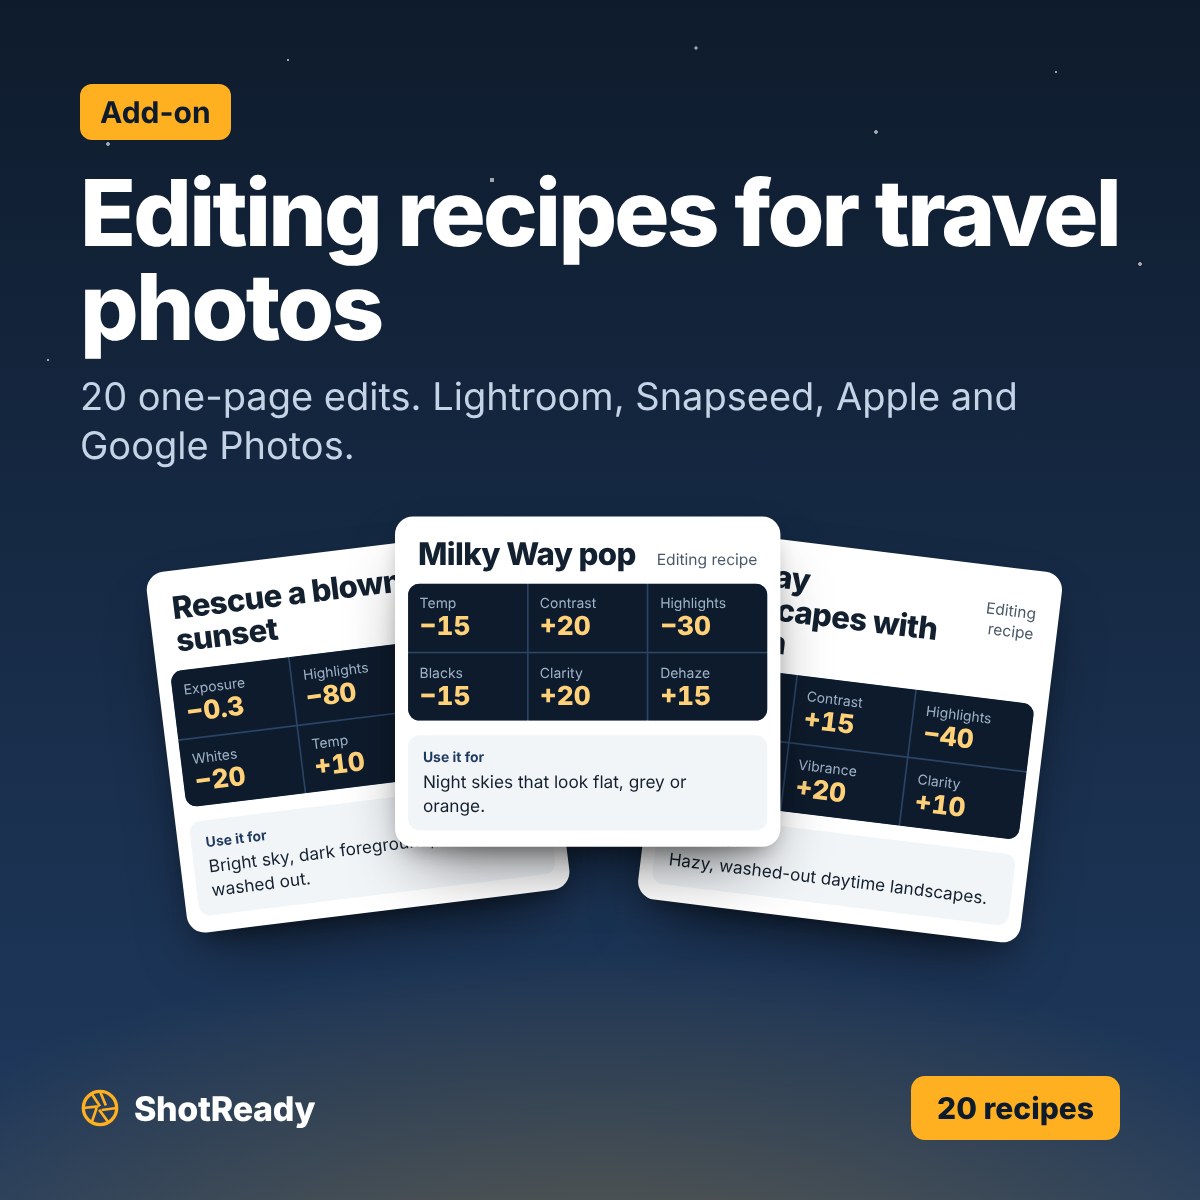 Add-on
Editing recipes for travel
photos
20 one-page edits. Lightroom, Snapseed, Apple and
Google Photos.
Rescue a blown
sunset
Exposure
−0.3
Highlights
−80
Whites
−20
Temp
+10
Use it for
Bright sky, dark
washed out.
Milky Way pop
Editing recipe
Temp
−15
Contrast
+20
Highlights
−30
Blacks
−15
Clarity
+20
Dehaze
+15
Use it for
Night skies that look flat, grey or
orange.
with
Editing
recipe
Contrast
+15
Highlights
−40
Vibrance
+20
Clarity
+10
Hazy, washed-out daytime landscapes.
ShotReady
20 recipes